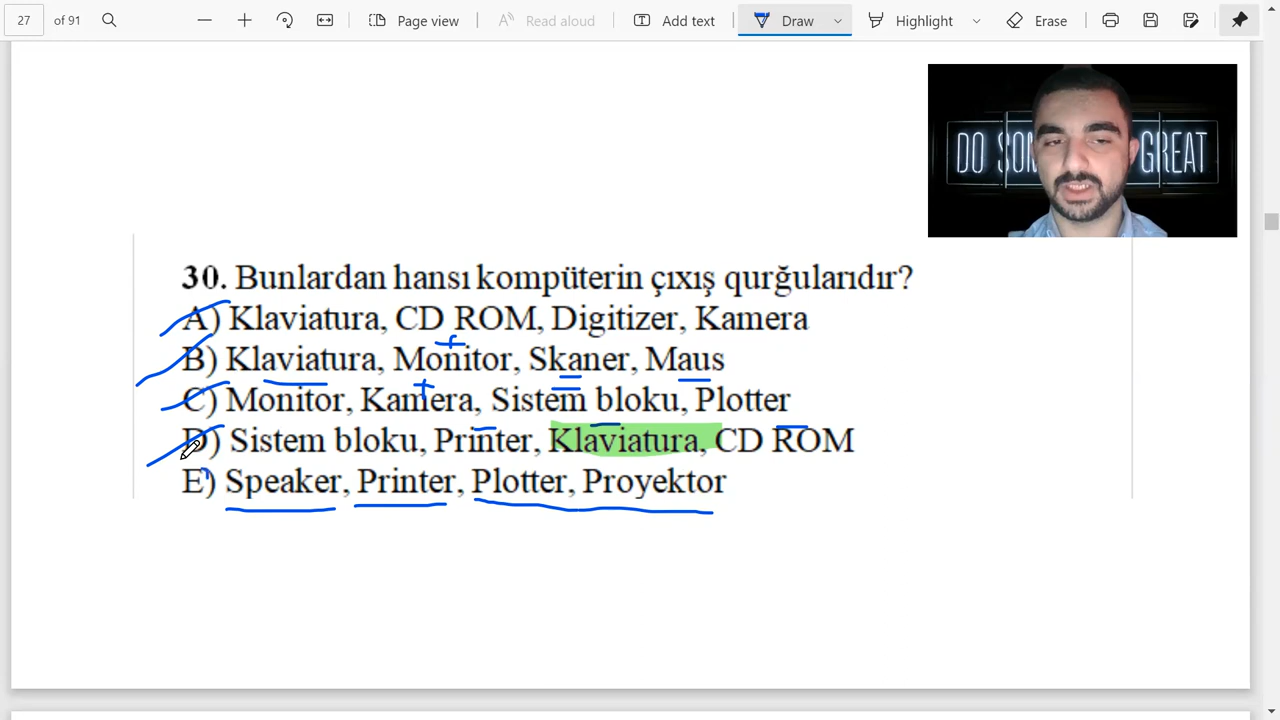 27 of 91 Page view Read aloud Add text Draw Highlight Erase
DO SOM GREAT
30. Bunlardan hansı kompüterin çıxış qurğularıdır?
A) Klaviatura, CD ROM, Digitizer, Kamera
B) Klaviatura, Monitor, Skaner, Maus
C) Monitor, Kamera, Sistem bloku, Plotter
D) Sistem bloku, Printer, Klaviatura, CD ROM
E) Speaker, Printer, Plotter, Proyektor